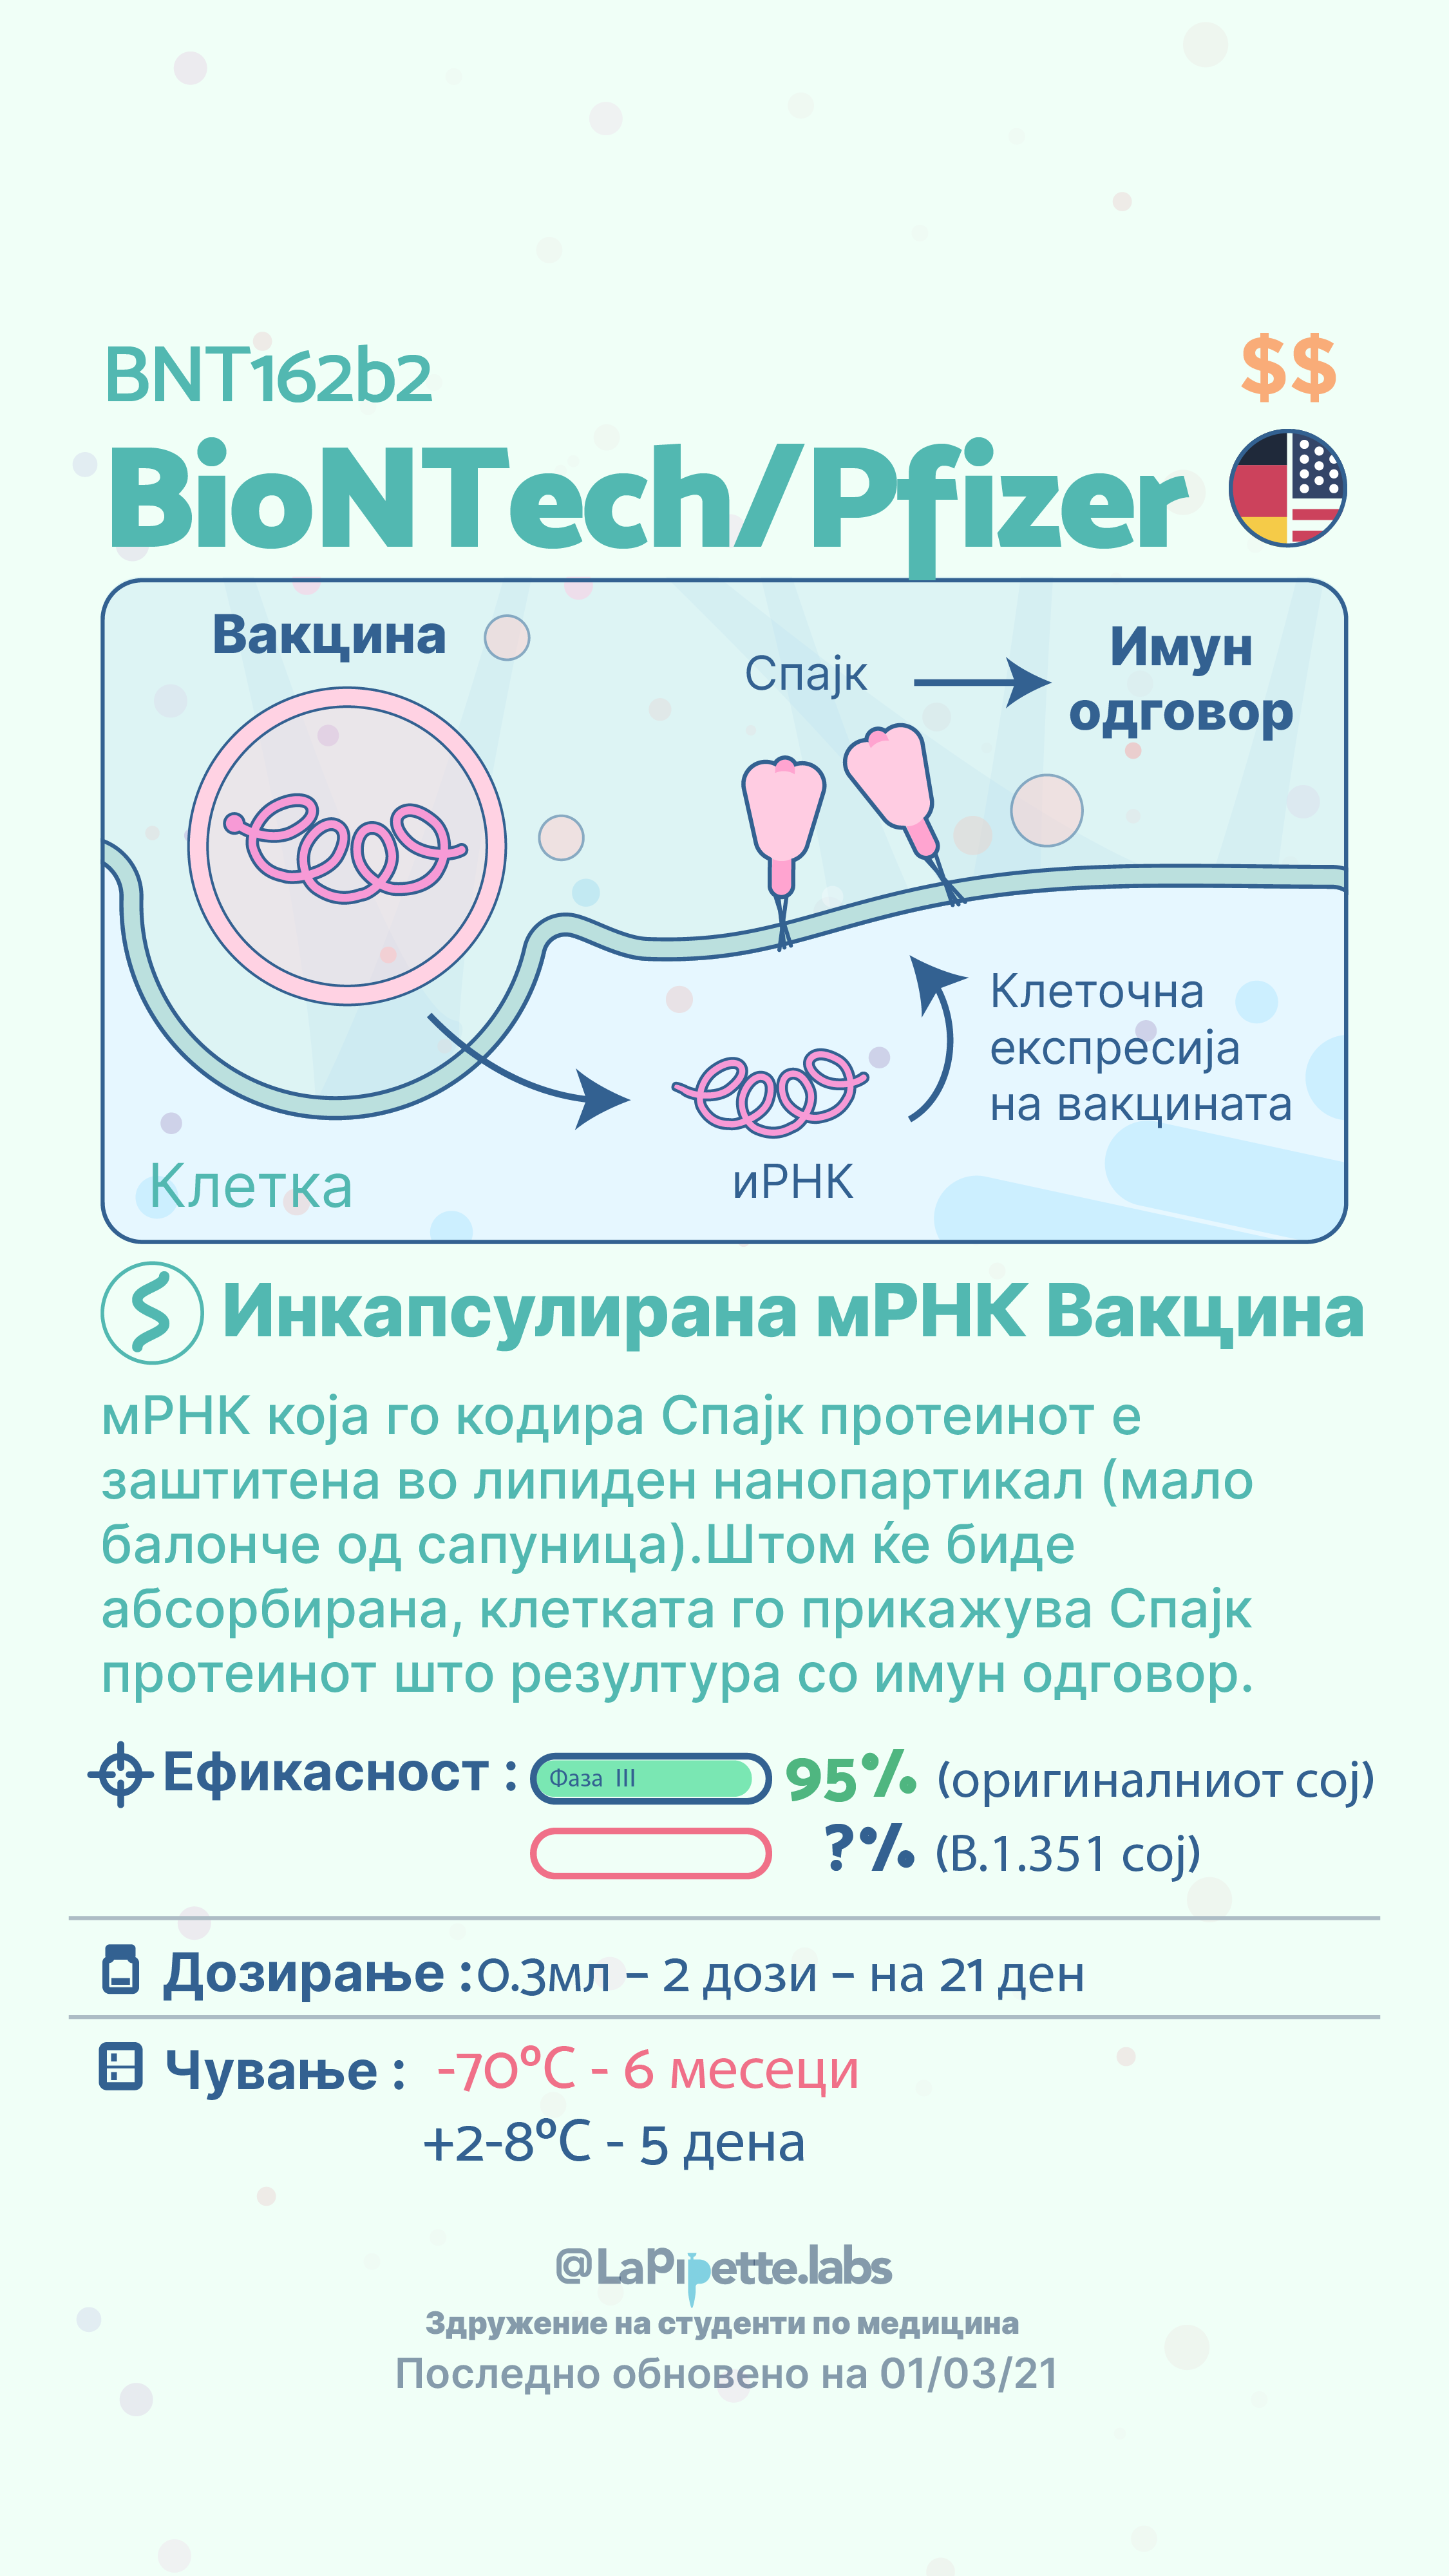 BNT162b2
$$
BioNTech/Pfizer
Вакцина
Спајк
Имун
одговор
Клеточна
експресија
на вакцината
Клетка
иРНК
Инкапсулирана мРНК Вакцина
мРНК која го кодира Спајк протеинот е
заштитена во липиден нанопартикал (мало
балонче од сапуница).Штом ќе биде
абсорбирана, клетката го прикажува Спајк
протеинот што резултура со имун одговор.
Ефикасност : Фаза III 95% (оригиналниот сој)
?% (B.1.351 сој)
Дозирање :0.3мл – 2 дози – на 21 ден
Чување : -70ºC - 6 месеци
+2-8ºC - 5 дена
@LaPipette.labs
Здружение на студенти по медицина
Последно обновено на 01/03/21